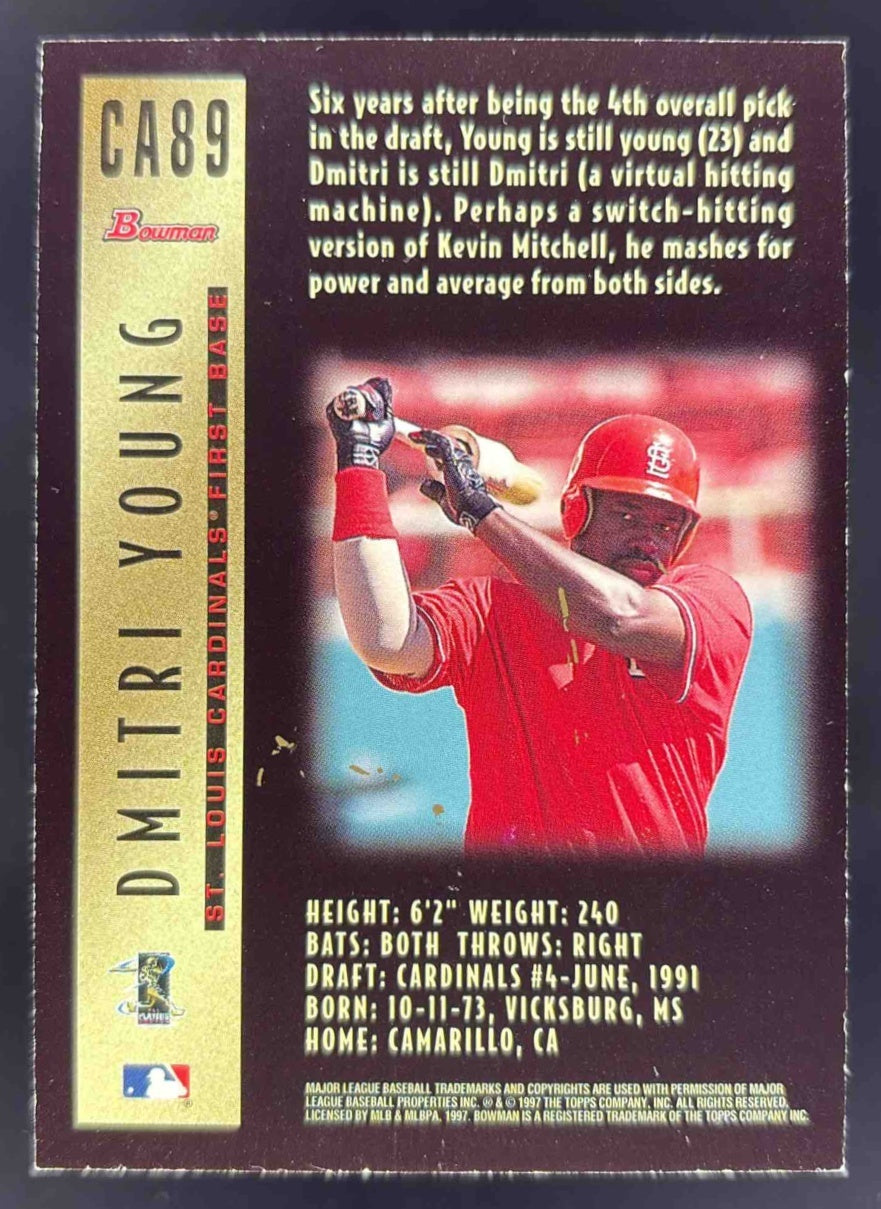 CA89
Bowman
DMITRI YOUNG
ST. LOUIS CARDINALS® FIRST BASE
Six years after being the 4th overall pick
in the draft, Young is still young (23) and
Dmitri is still Dmitri (a virtual hitting
machine). Perhaps a switch-hitting
version of Kevin Mitchell, he mashes for
power and average from both sides.
HEIGHT: 6'2" WEIGHT: 240
BATS: BOTH THROWS: RIGHT
DRAFT: CARDINALS #4-JUNE, 1991
BORN: 10-11-73, VICKSBURG, MS
HOME: CAMARILLO, CA
MAJOR LEAGUE BASEBALL TRADEMARKS AND COPYRIGHTS ARE USED WITH PERMISSION OF MAJOR
LEAGUE BASEBALL PROPERTIES INC. ® & © 1997 THE TOPPS COMPANY, INC. ALL RIGHTS RESERVED.
LICENSED BY MLB & MLBPA, 1997. BOWMAN IS A REGISTERED TRADEMARK OF THE TOPPS COMPANY INC.